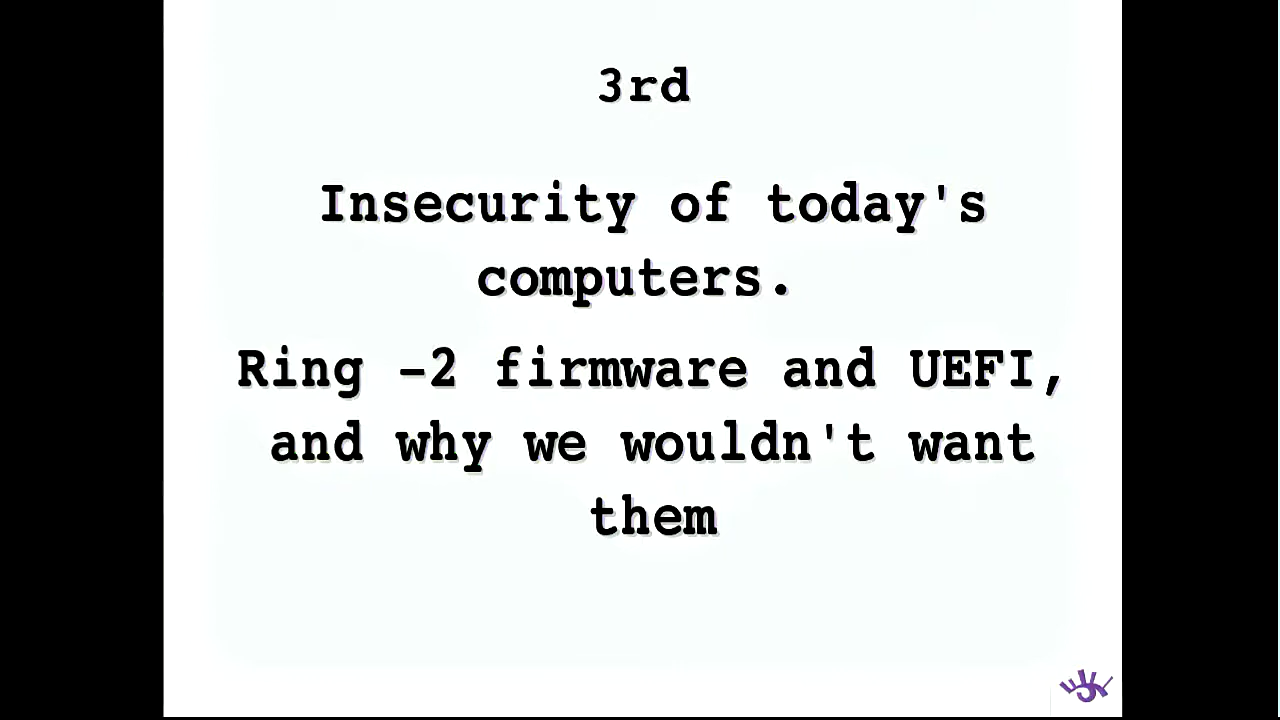 3rd
Insecurity of today's
computers.
Ring -2 firmware and UEFI,
and why we wouldn't want
them